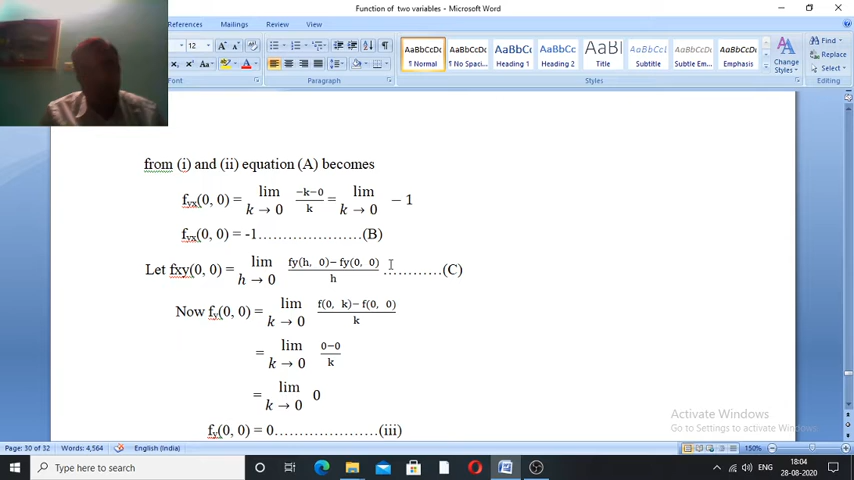 Function of two variables - Microsoft Word
References Mailings Review View
12
Font Paragraph Styles
AaBbCcDc AaBbCcDc AaBbCc AaBbCc AaBl AaBbCcL AaBbCcDc AaBbCcDc
¶ Normal ¶ No Spaci... Heading 1 Heading 2 Title Subtitle Subtle Em... Emphasis
Change Styles
Find
Replace
Select
from (i) and (ii) equation (A) becomes
fyx(0, 0) = lim k → 0 −k−0/k = lim k → 0 − 1
fyx(0, 0) = -1…………………(B)
Let fxy(0, 0) = lim h → 0 fy(h, 0)− fy(0, 0)/h …………(C)
Now fy(0, 0) = lim k → 0 f(0, k)− f(0, 0)/k
= lim k → 0 0−0/k
= lim k → 0 0
fy(0, 0) = 0…………………(iii)
Activate Windows
Go to Settings to activate Windows.
Page: 30 of 32 Words: 4,564 English (India) 150%
Type here to search
ENG
18:04
28-08-2020